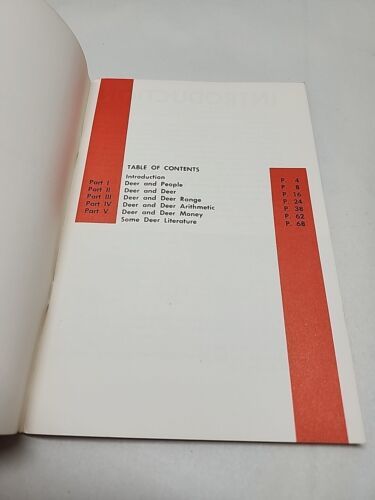 TABLE OF CONTENTS
Introduction P. 4
Part I Deer and People P. 8
Part II Deer and Deer P. 16
Part III Deer and Deer Range P. 24
Part IV Deer and Deer Arithmetic P. 38
Part V Deer and Deer Money P. 62
Some Deer Literature P. 68